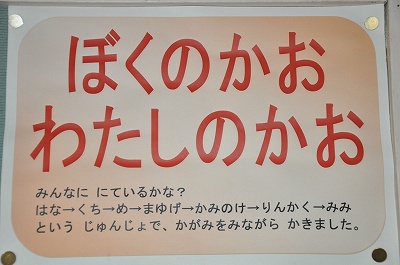 ぼくのかお
わたしのかお
みんなに にているかな？
はな→くち→め→まゆげ→かみのけ→りんかく→みみ
という じゅんじょで、かがみをみながら かきました。